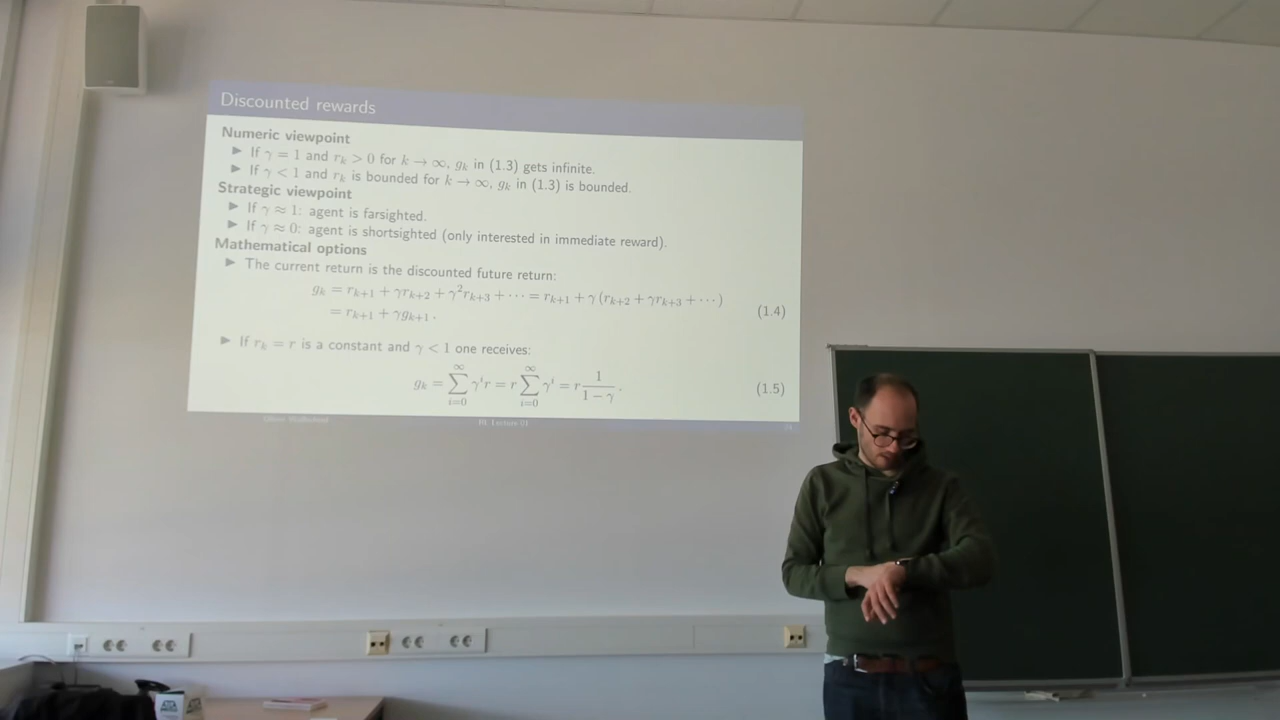 Discounted rewards
Numeric viewpoint
▶ If γ = 1 and r_k > 0 for k → ∞, g_k in (1.3) gets infinite.
▶ If γ < 1 and r_k is bounded for k → ∞, g_k in (1.3) is bounded.
Strategic viewpoint
▶ If γ ≈ 1: agent is farsighted.
▶ If γ ≈ 0: agent is shortsighted (only interested in immediate reward).
Mathematical options
▶ The current return is the discounted future return:
g_k = r_{k+1} + γr_{k+2} + γ²r_{k+3} + ⋯ = r_{k+1} + γ(r_{k+2} + γr_{k+3} + ⋯)
= r_{k+1} + γg_{k+1}. (1.4)
▶ If r_k = r is a constant and γ < 1 one receives:
g_k = ∑_{i=0}^{∞} γ^i r = r ∑_{i=0}^{∞} γ^i = r 1/(1 − γ). (1.5)
RL Lecture 01